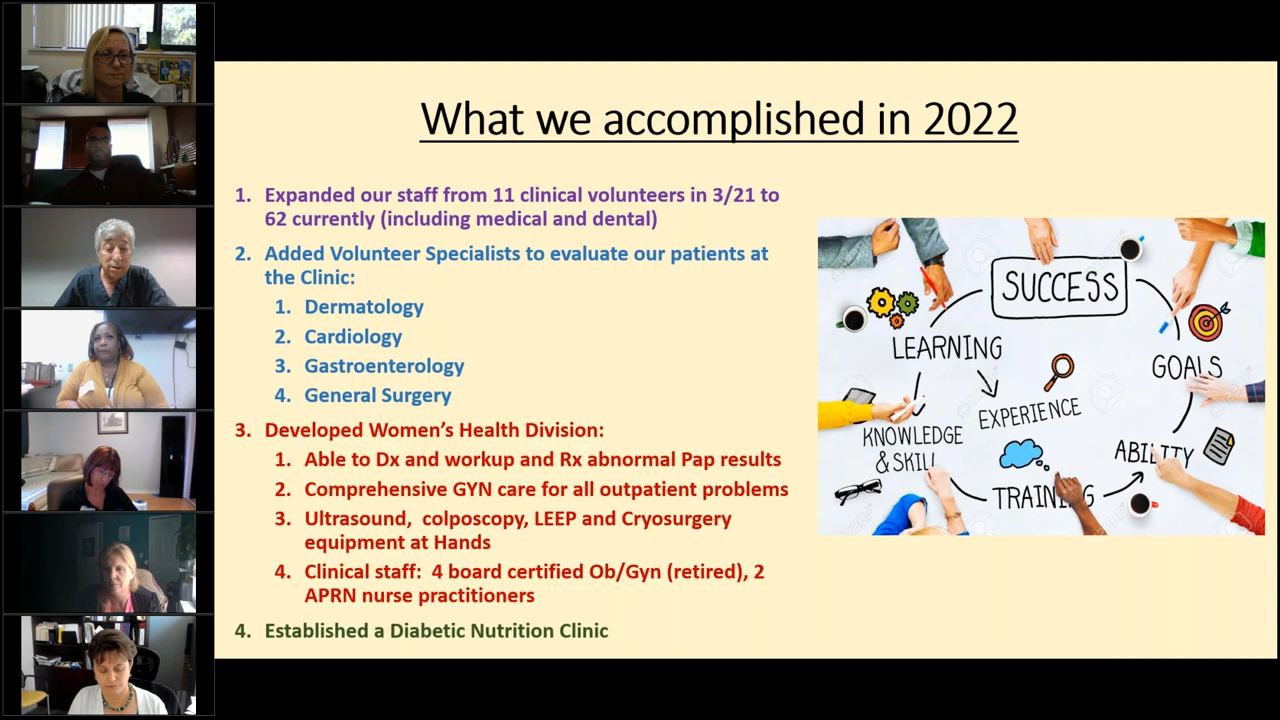 What we accomplished in 2022
1. Expanded our staff from 11 clinical volunteers in 3/21 to
62 currently (including medical and dental)
2. Added Volunteer Specialists to evaluate our patients at
the Clinic:
1. Dermatology
2. Cardiology
3. Gastroenterology
4. General Surgery
3. Developed Women's Health Division:
1. Able to Dx and workup and Rx abnormal Pap results
2. Comprehensive GYN care for all outpatient problems
3. Ultrasound, colposcopy, LEEP and Cryosurgery
equipment at Hands
4. Clinical staff: 4 board certified Ob/Gyn (retired), 2
APRN nurse practitioners
4. Established a Diabetic Nutrition Clinic
SUCCESS
LEARNING
GOALS
EXPERIENCE
KNOWLEDGE
& SKILL
ABILITY
TRAINING